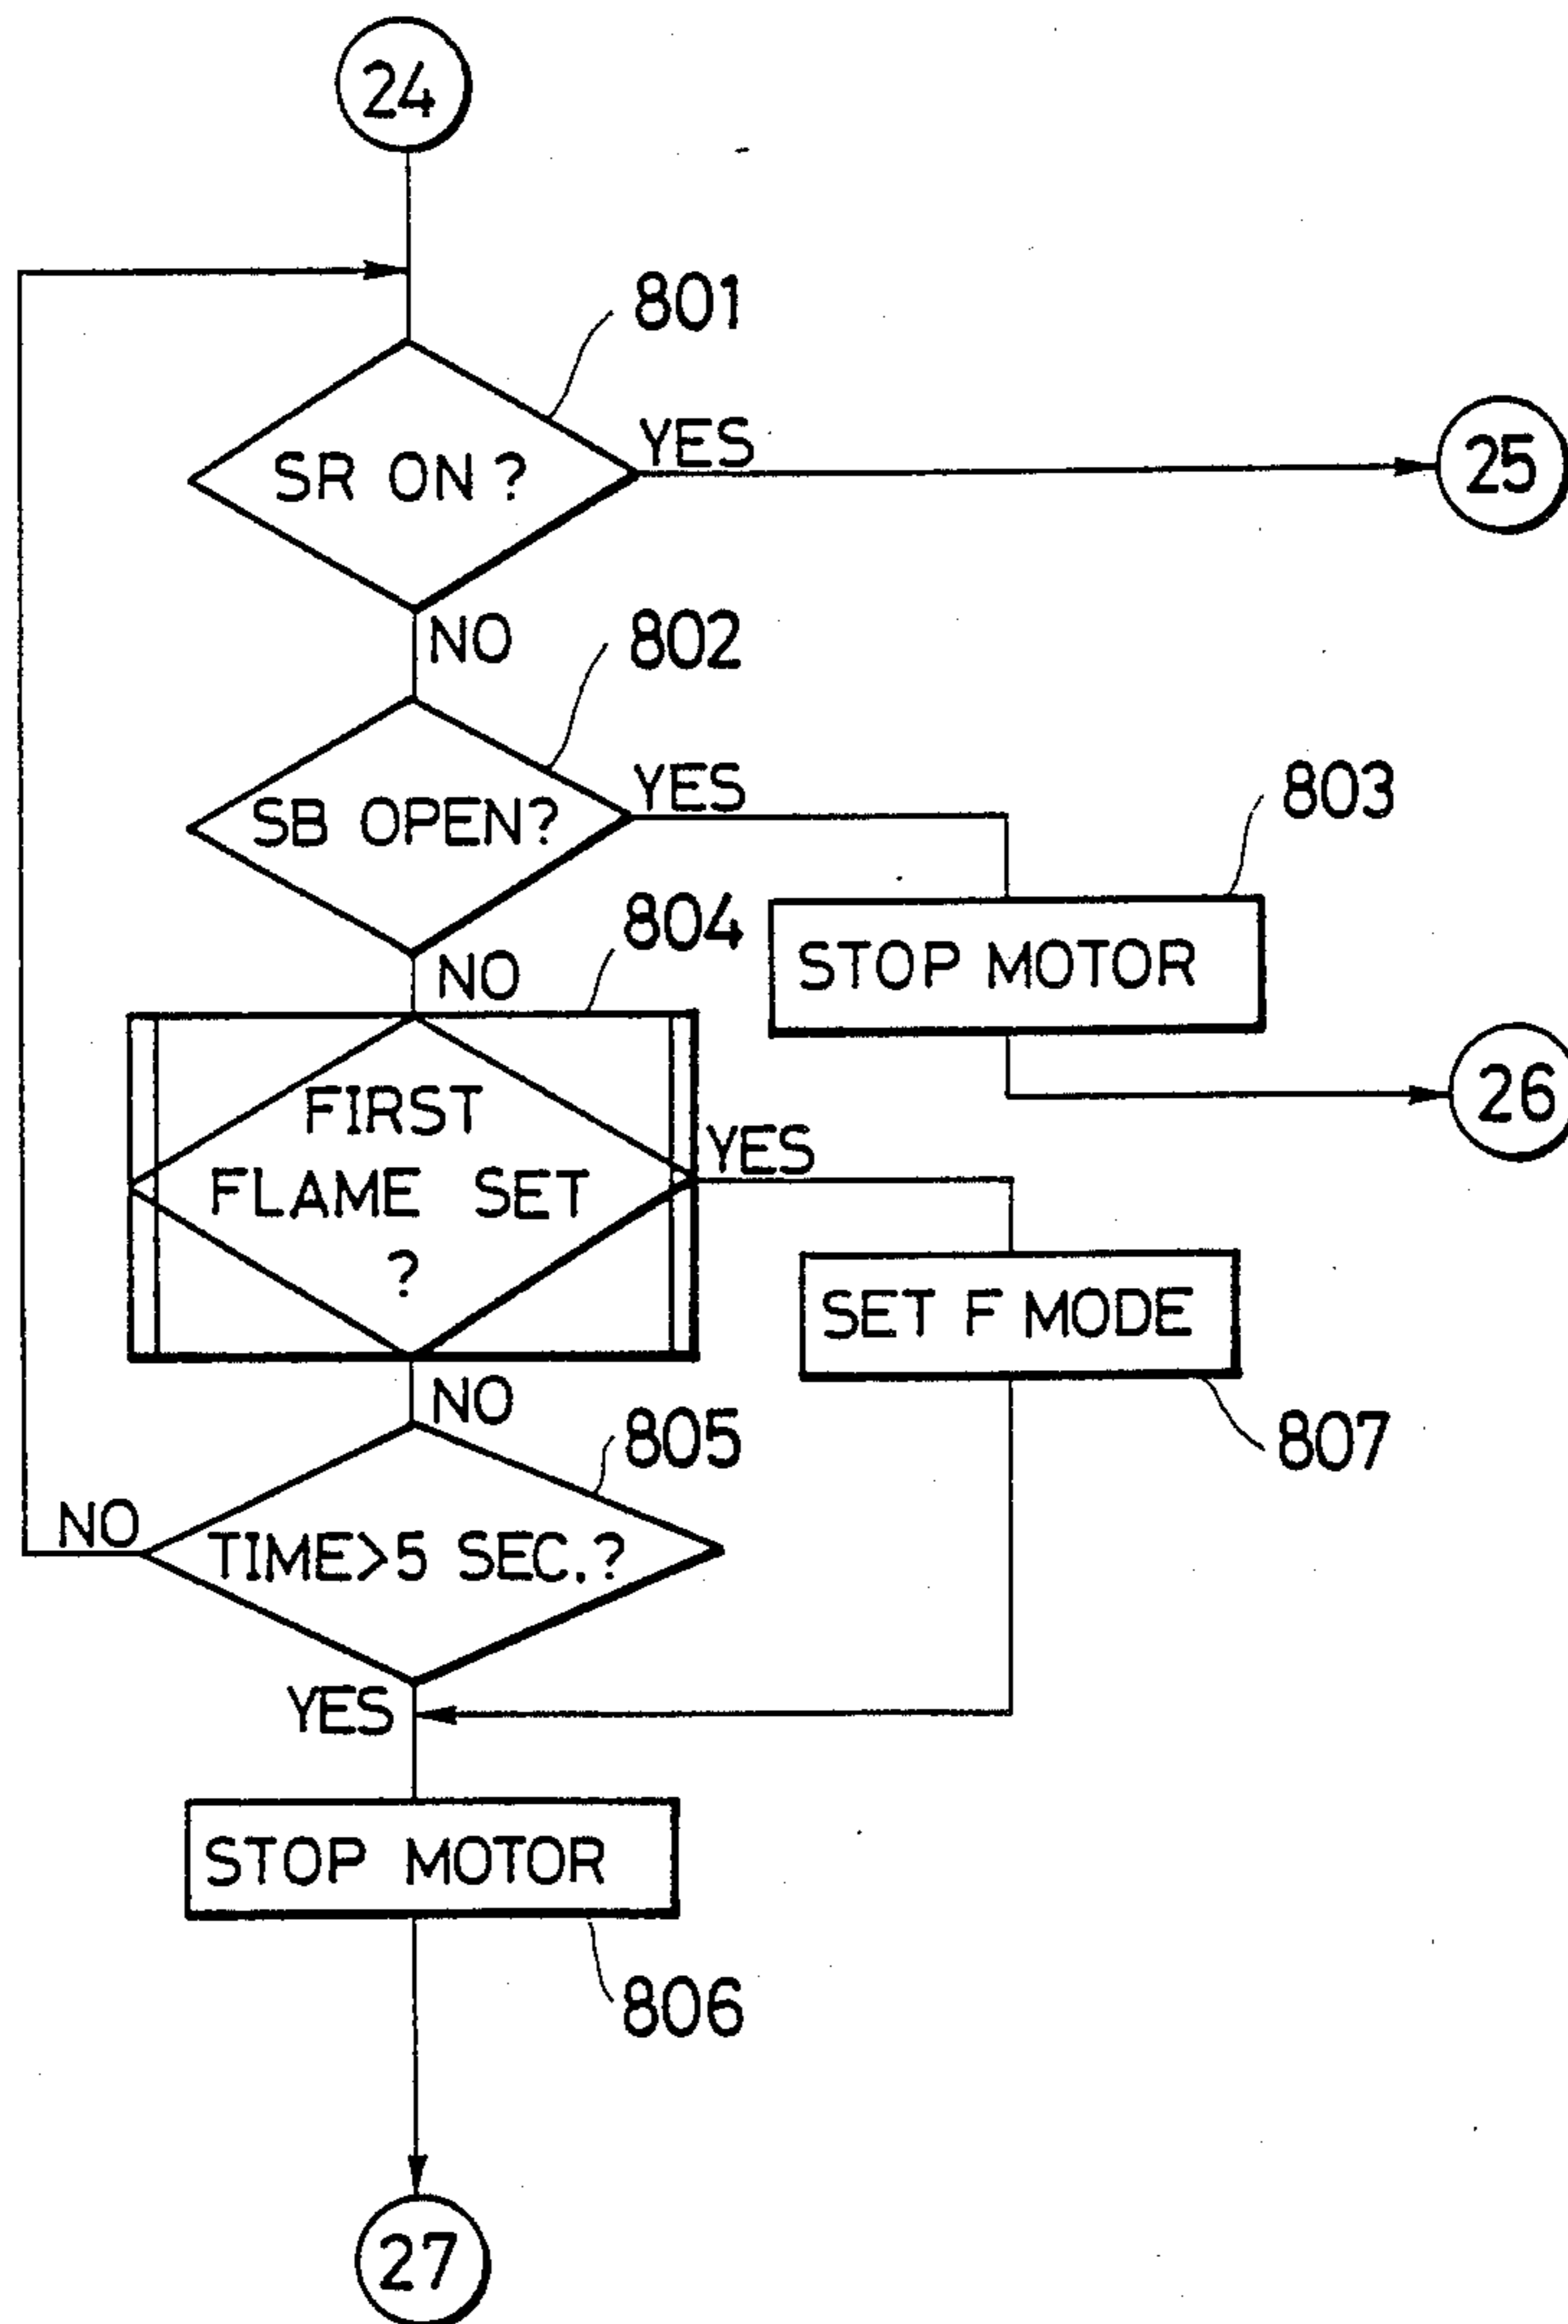 24
801
SR ON ?
YES
25
NO
802
SB OPEN?
YES
803
STOP MOTOR
804
NO
26
FIRST
FLAME SET
?
YES
SET F MODE
807
NO
805
TIME>5 SEC.?
NO
YES
STOP MOTOR
806
27